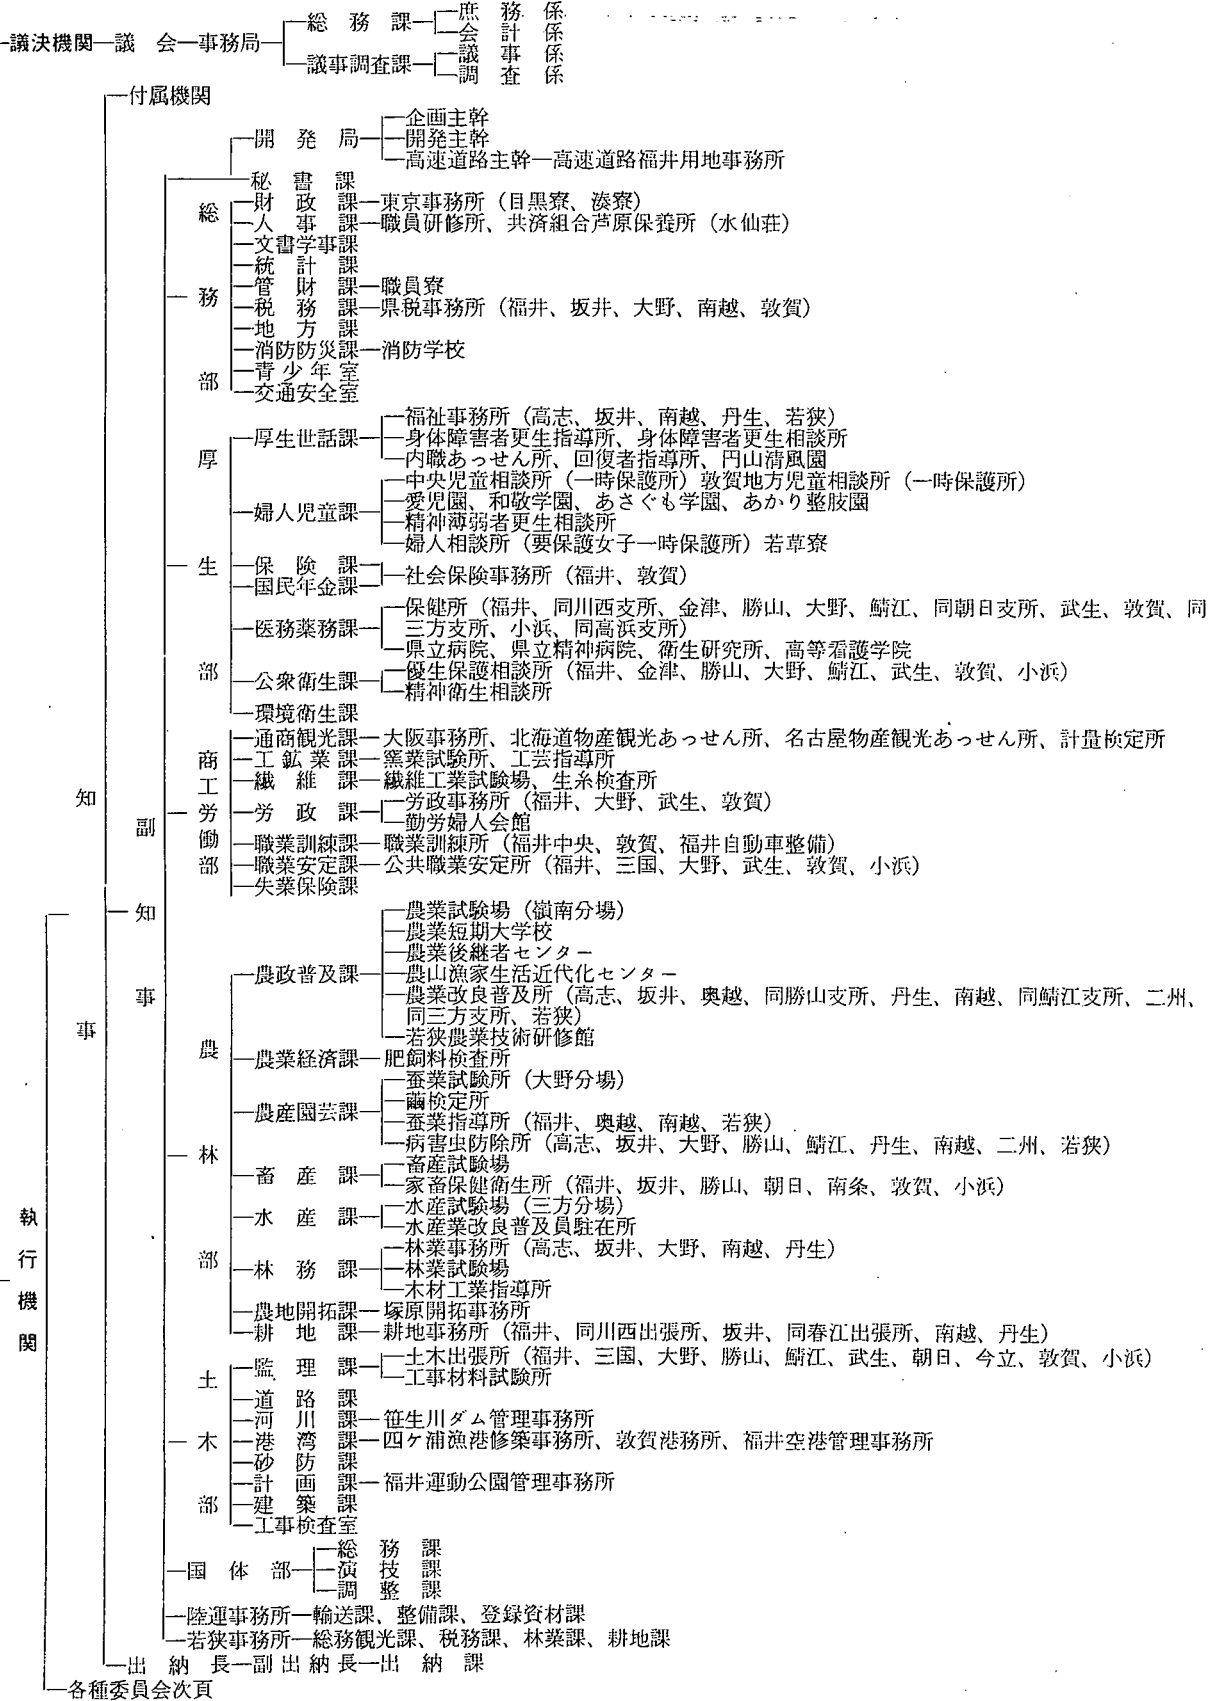 議決機関 議会 事務局
総務課
庶務係
会計係
議事調査課
議事係
調査係
執行機関
知事
付属機関
副知事
開発局
企画主幹
開発主幹
高速道路主幹 高速道路福井用地事務所
総務部
秘書課
財政課 東京事務所（目黒寮、湊寮）
人事課 職員研修所、共済組合芦原保養所（水仙荘）
文書学事課
統計課
管財課 職員寮
税務課 県税事務所（福井、坂井、大野、南越、敦賀）
地方課
消防防災課 消防学校
青少年室
交通安全室
厚生部
厚生世話課
福祉事務所（高志、坂井、南越、丹生、若狭）
身体障害者更生指導所、身体障害者更生相談所
内職あっせん所、回復者指導所、円山清風園
婦人児童課
中央児童相談所（一時保護所）敦賀地方児童相談所（一時保護所）
愛児園、和敬学園、あさぐも学園、あかり整肢園
精神薄弱者更生相談所
婦人相談所（要保護女子一時保護所）若草寮
保険課
国民年金課
社会保険事務所（福井、敦賀）
医務薬務課
保健所（福井、同川西支所、金津、勝山、大野、鯖江、同朝日支所、武生、敦賀、同
三方支所、小浜、同高浜支所）
県立病院、県立精神病院、衛生研究所、高等看護学院
公衆衛生課
優生保護相談所（福井、金津、勝山、大野、鯖江、武生、敦賀、小浜）
精神衛生相談所
環境衛生課
商工労働部
通商観光課 大阪事務所、北海道物産観光あっせん所、名古屋物産観光あっせん所、計量検定所
工鉱業課 窯業試験所、工芸指導所
繊維課 繊維工業試験場、生糸検査所
労政課
労政事務所（福井、大野、武生、敦賀）
勤労婦人会館
職業訓練課 職業訓練所（福井中央、敦賀、福井自動車整備）
職業安定課 公共職業安定所（福井、三国、大野、武生、敦賀、小浜）
失業保険課
農林部
農政普及課
農業試験場（嶺南分場）
農業短期大学校
農業後継者センター
農山漁家生活近代化センター
農業改良普及所（高志、坂井、奥越、同勝山支所、丹生、南越、同鯖江支所、二州、
同三方支所、若狭）
若狭農業技術研修館
農業経済課 肥飼料検査所
農産園芸課
蚕業試験所（大野分場）
繭検定所
蚕業指導所（福井、奥越、南越、若狭）
病害虫防除所（高志、坂井、大野、勝山、鯖江、丹生、南越、二州、若狭）
畜産課
畜産試験場
家畜保健衛生所（福井、坂井、勝山、朝日、南条、敦賀、小浜）
水産課
水産試験場（三方分場）
水産業改良普及員駐在所
林務課
林業事務所（高志、坂井、大野、南越、丹生）
林業試験場
木材工業指導所
農地開拓課 塚原開拓事務所
耕地課 耕地事務所（福井、同川西出張所、坂井、同春江出張所、南越、丹生）
土木部
監理課
土木出張所（福井、三国、大野、勝山、鯖江、武生、朝日、今立、敦賀、小浜）
工事材料試験所
道路課
河川課 笹生川ダム管理事務所
港湾課 四ケ浦漁港修築事務所、敦賀港務所、福井空港管理事務所
砂防課
計画課 福井運動公園管理事務所
建築課
工事検査室
国体部
総務課
演技課
調整課
陸運事務所 輸送課、整備課、登録資材課
若狭事務所 総務観光課、税務課、林業課、耕地課
出納長 副出納長 出納課
各種委員会次頁